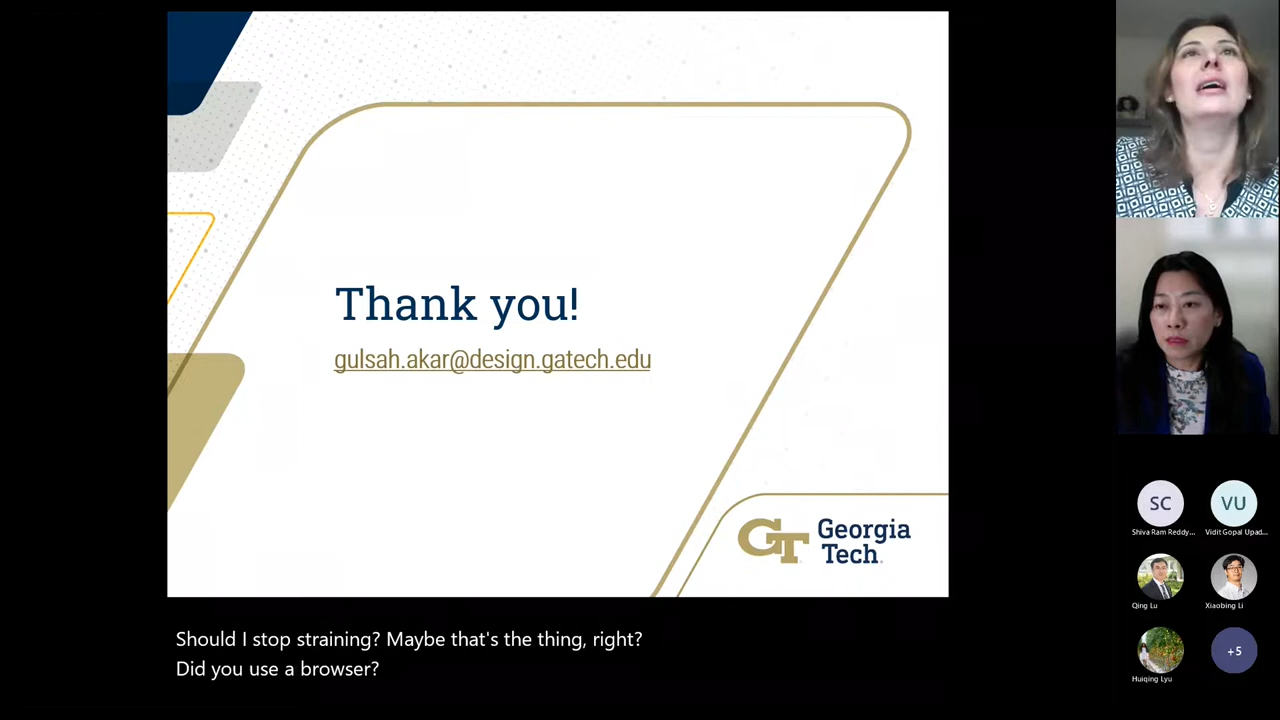 Thank you!
gulsah.akar@design.gatech.edu
GT Georgia
Tech
Should I stop straining? Maybe that's the thing, right?
Did you use a browser?
SC
VU
Shiva Ram Reddy...
Vidit Gopal Upad...
Qing Lu
Xiaobing Li
Huiqing Lyu
+5